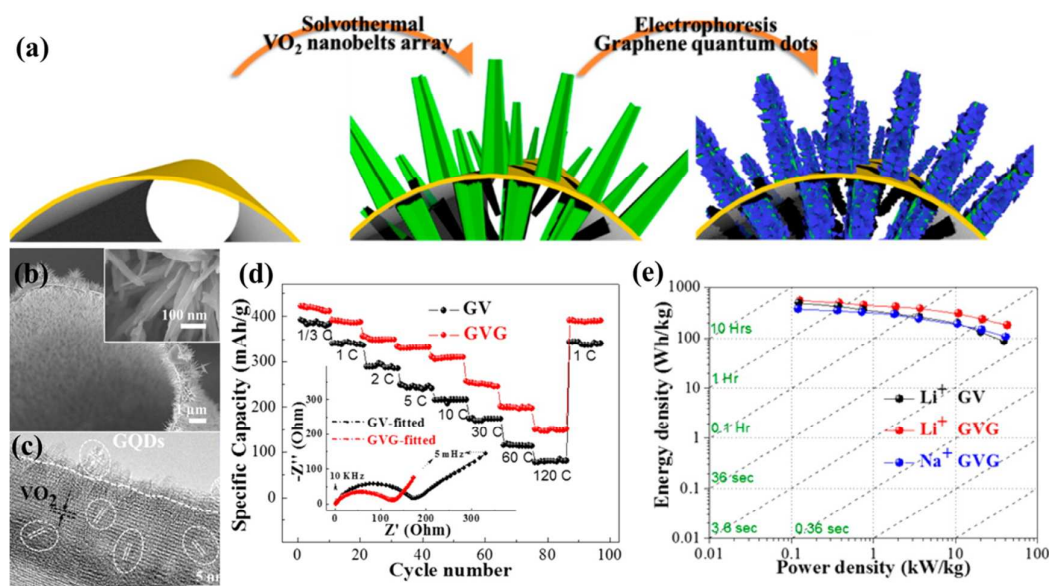 (a)
Solvothermal
VO2 nanobelts array
Electrophoresis
Graphene quantum dots
(b)
100 nm
1 μm
(c)
GQDs
VO2
5 nm
(d)
Specific Capacity (mAh/g)
400
300
200
100
0
GV
GVG
1/3 C
1 C
2 C
5 C
10 C
30 C
60 C
120 C
1 C
-Z'' (Ohm)
300
200
100
0
GV-fitted
GVG-fitted
10 KHz
5 mHz
0 100 200 300 400
Z' (Ohm)
0 20 40 60 80 100
Cycle number
(e)
Energy density (Wh/kg)
1000
100
10
1
0.1
0.01
10 Hrs
1 Hr
0.1 Hr
36 sec
3.6 sec
0.36 sec
Li+ GV
Li+ GVG
Na+ GVG
0.01 0.1 1 10 100
Power density (kW/kg)